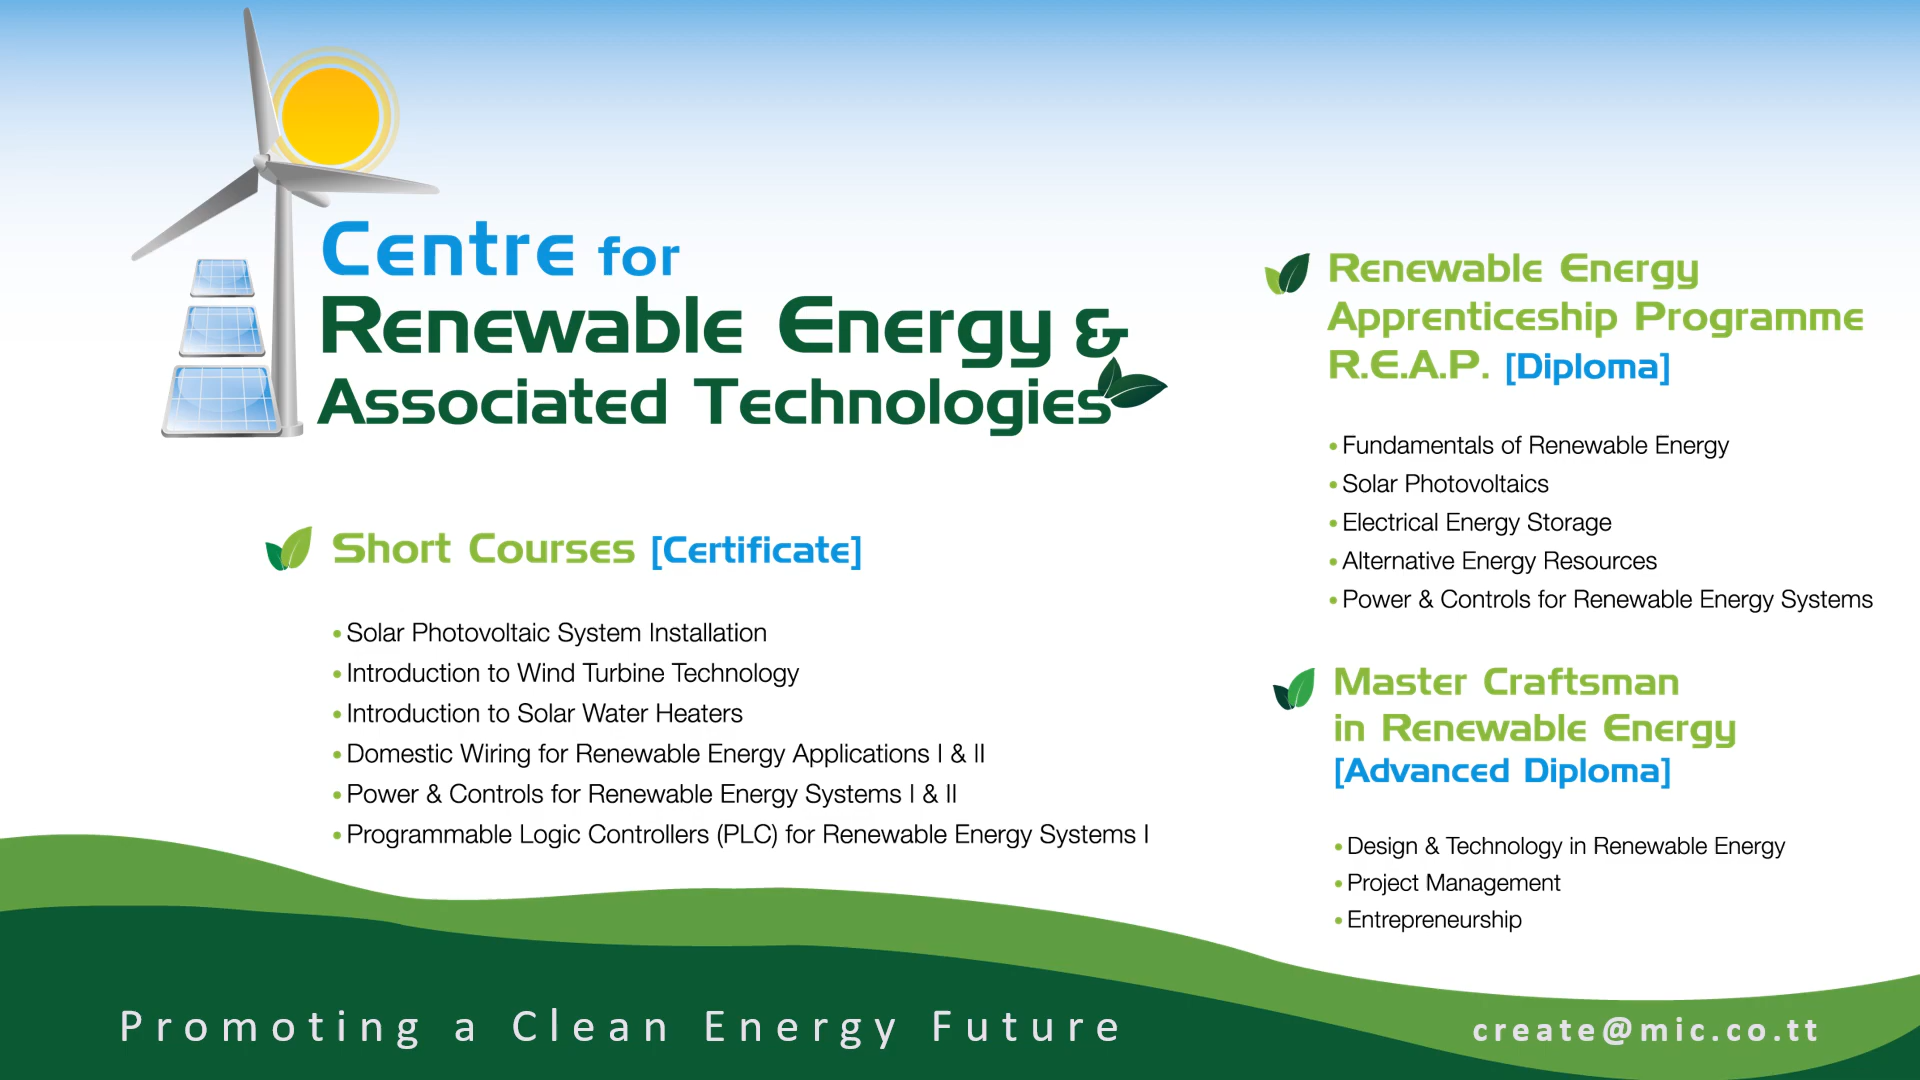 Centre for
Renewable Energy &
Associated Technologies
Short Courses [Certificate]
• Solar Photovoltaic System Installation
• Introduction to Wind Turbine Technology
• Introduction to Solar Water Heaters
• Domestic Wiring for Renewable Energy Applications I & II
• Power & Controls for Renewable Energy Systems I & II
• Programmable Logic Controllers (PLC) for Renewable Energy Systems I
Renewable Energy
Apprenticeship Programme
R.E.A.P. [Diploma]
• Fundamentals of Renewable Energy
• Solar Photovoltaics
• Electrical Energy Storage
• Alternative Energy Resources
• Power & Controls for Renewable Energy Systems
Master Craftsman
in Renewable Energy
[Advanced Diploma]
• Design & Technology in Renewable Energy
• Project Management
• Entrepreneurship
Promoting a Clean Energy Future
create@mic.co.tt